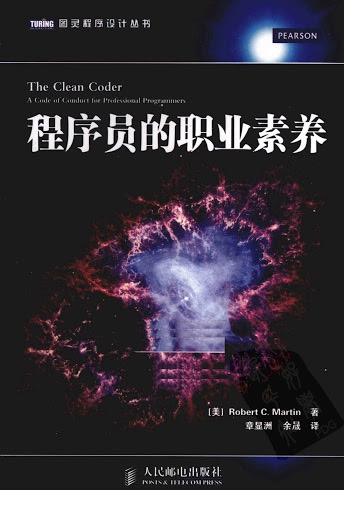 TURING 图灵程序设计丛书
PEARSON
The Clean Coder
A Code of Conduct for Professional Programmers
程序员的职业素养
[美] Robert C. Martin 著
章显洲 余晟 译
人民邮电出版社
POSTS & TELECOM PRESS